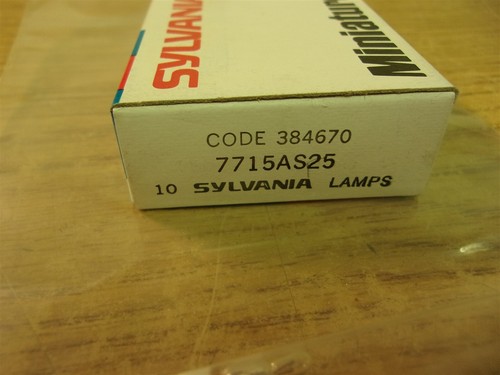 SYLVANIA
Miniature
CODE 384670
7715AS25
10 SYLVANIA LAMPS